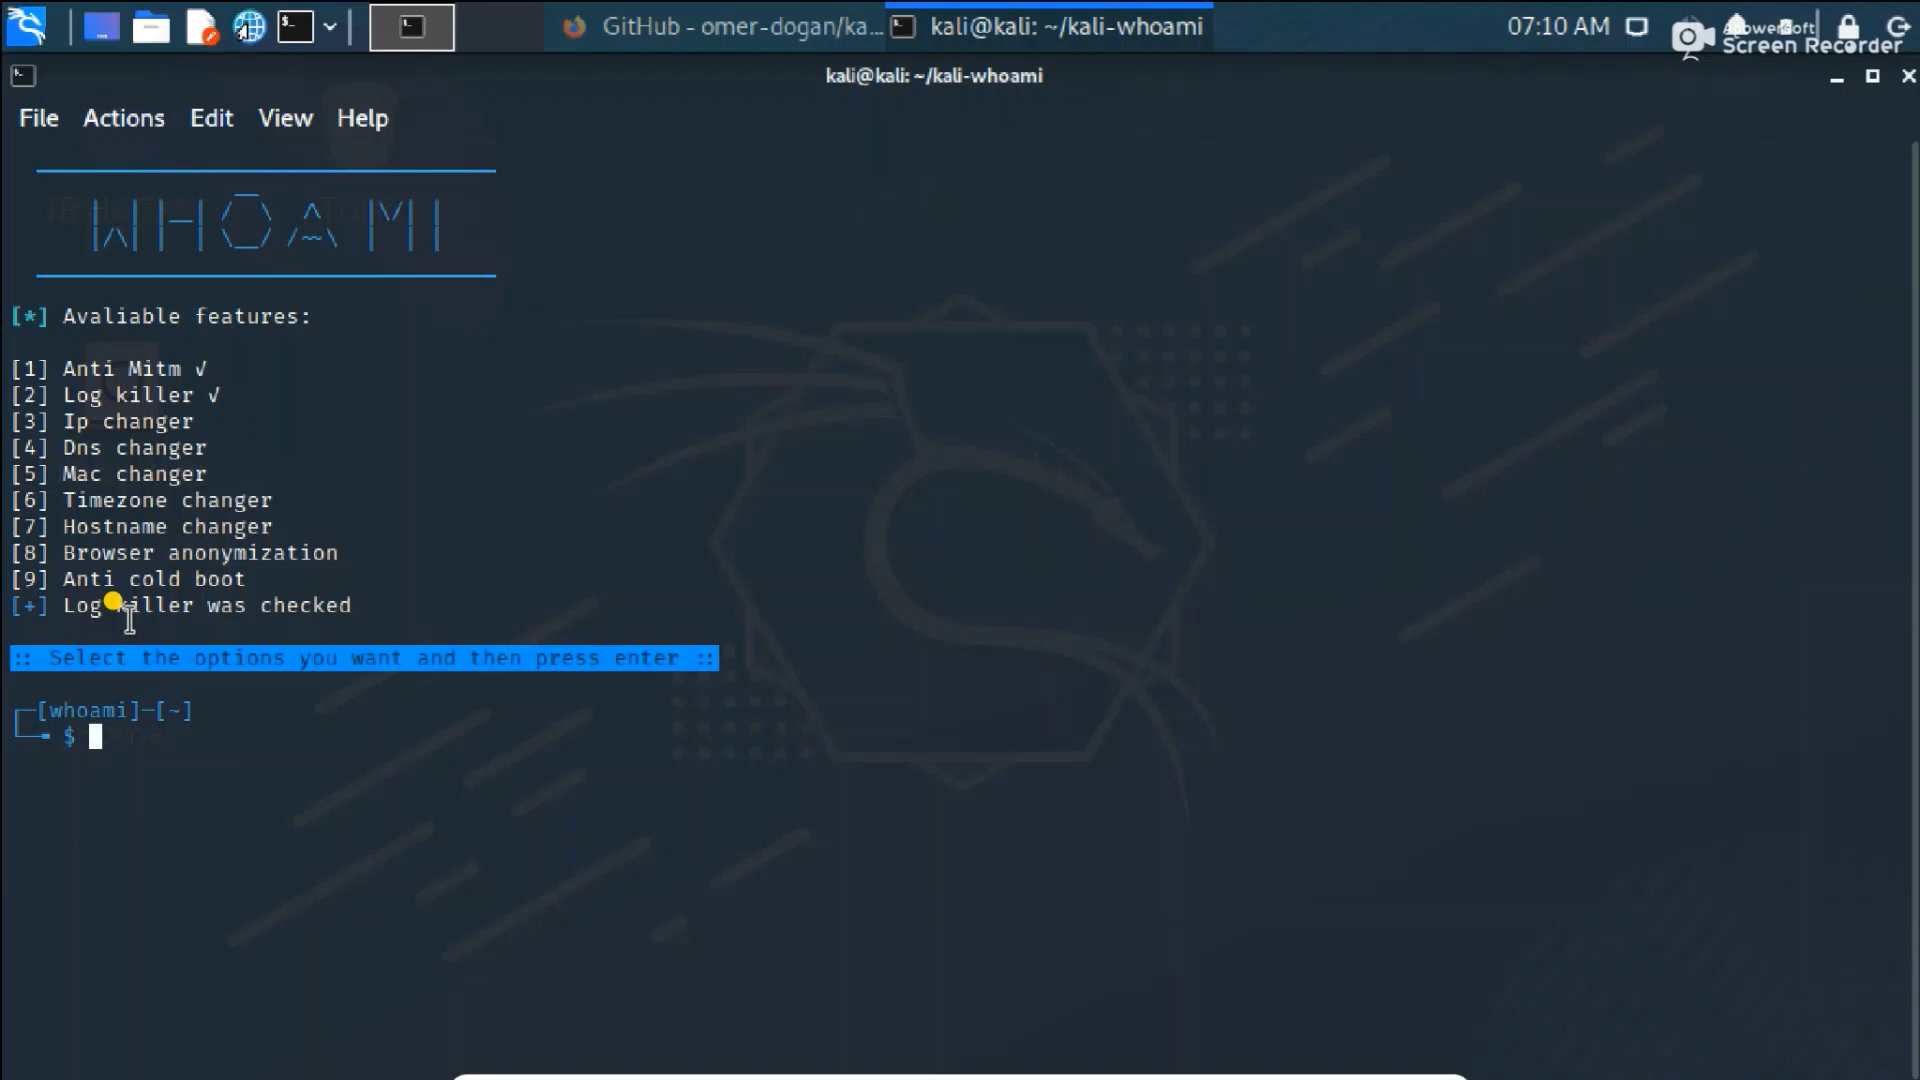 GitHub - omer-dogan/ka...
kali@kali: ~/kali-whoami
07:10 AM
Apowersoft
Screen Recorder
kali@kali: ~/kali-whoami
File Actions Edit View Help
WHOAMI
[*] Avaliable features:
[1] Anti Mitm √
[2] Log killer √
[3] Ip changer
[4] Dns changer
[5] Mac changer
[6] Timezone changer
[7] Hostname changer
[8] Browser anonymization
[9] Anti cold boot
[+] Log killer was checked
:: Select the options you want and then press enter ::
[whoami]-[~]
$